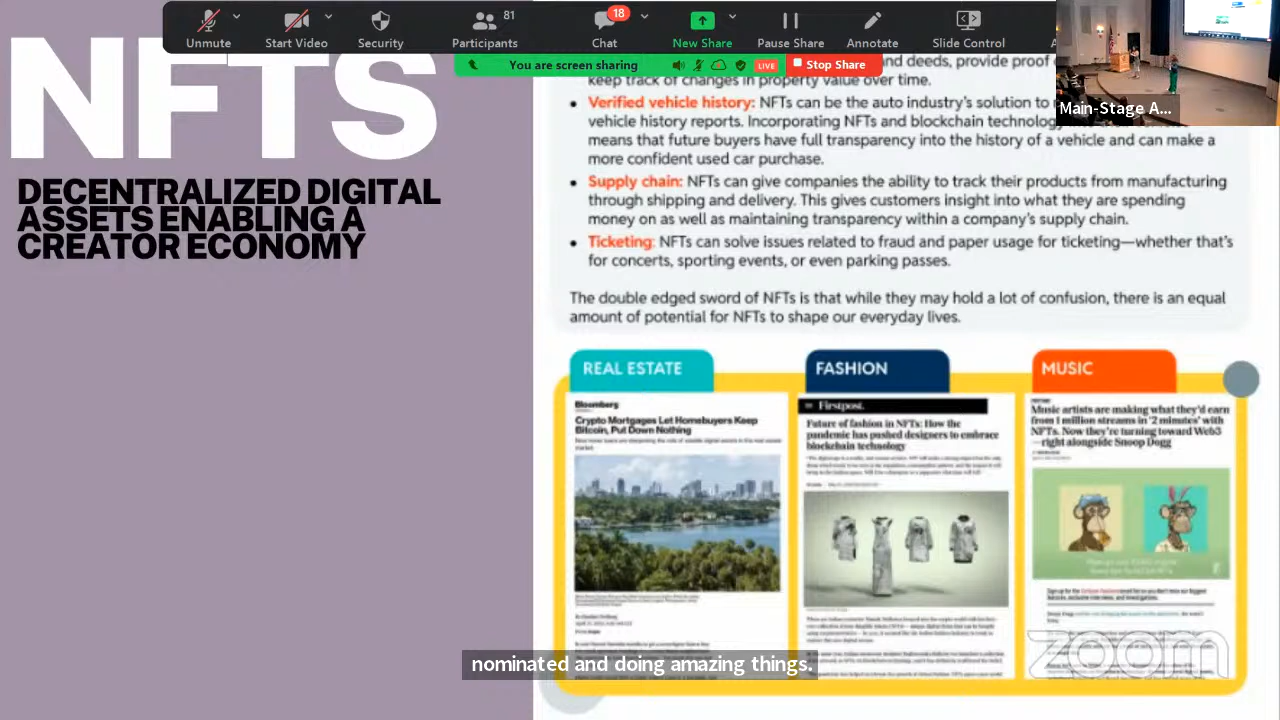 Unmute
Start Video
Security
Participants
81
Chat
18
New Share
Pause Share
Annotate
Slide Control
You are screen sharing
LIVE
Stop Share
Main-Stage A...
NFTS
DECENTRALIZED DIGITAL
ASSETS ENABLING A
CREATOR ECONOMY
and deeds, provide proof
keep track of changes in property value over time.
• Verified vehicle history: NFTs can be the auto industry's solution to
vehicle history reports. Incorporating NFTs and blockchain technology
means that future buyers have full transparency into the history of a vehicle and can make a
more confident used car purchase.
• Supply chain: NFTs can give companies the ability to track their products from manufacturing
through shipping and delivery. This gives customers insight into what they are spending
money on as well as maintaining transparency within a company's supply chain.
• Ticketing: NFTs can solve issues related to fraud and paper usage for ticketing—whether that's
for concerts, sporting events, or even parking passes.
The double edged sword of NFTs is that while they may hold a lot of confusion, there is an equal
amount of potential for NFTs to shape our everyday lives.
REAL ESTATE
Bloomberg
Crypto Mortgages Let Homebuyers Keep
Bitcoin, Put Down Nothing
FASHION
Firstpost.
Future of fashion in NFTs: How the
pandemic has pushed designers to embrace
blockchain technology
MUSIC
Music artists are making what they'd earn
from 1 million streams in '2 minutes' with
NFTs. Now they're turning toward Web3
—right alongside Snoop Dogg
nominated and doing amazing things.
zoom